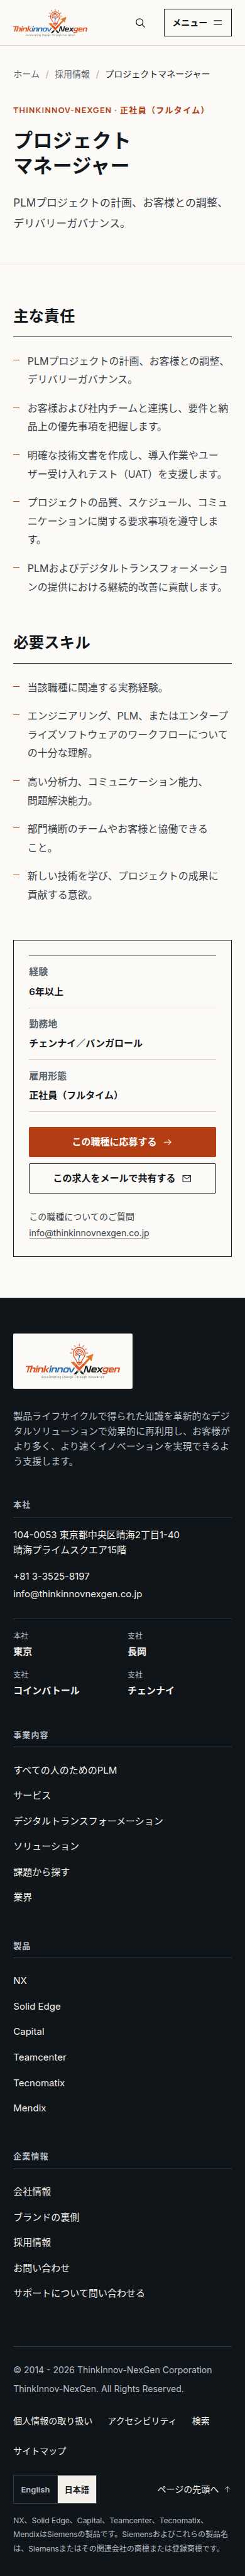 ThinkinnovXNexgen
メニュー
ホーム / 採用情報 / プロジェクトマネージャー
THINKINNOV-NEXGEN · 正社員（フルタイム）
プロジェクト
マネージャー
PLMプロジェクトの計画、お客様との調整、
デリバリーガバナンス。
主な責任
PLMプロジェクトの計画、お客様との調整、
デリバリーガバナンス。
お客様および社内チームと連携し、要件と納
品上の優先事項を把握します。
明確な技術文書を作成し、導入作業やユー
ザー受け入れテスト（UAT）を支援します。
プロジェクトの品質、スケジュール、コミュ
ニケーションに関する要求事項を遵守しま
す。
PLMおよびデジタルトランスフォーメーショ
ンの提供における継続的改善に貢献します。
必要スキル
当該職種に関連する実務経験。
エンジニアリング、PLM、またはエンタープ
ライズソフトウェアのワークフローについて
の十分な理解。
高い分析力、コミュニケーション能力、
問題解決能力。
部門横断のチームやお客様と協働できる
こと。
新しい技術を学び、プロジェクトの成果に
貢献する意欲。
経験
6年以上
勤務地
チェンナイ／バンガロール
雇用形態
正社員（フルタイム）
この職種に応募する →
この求人をメールで共有する
この職種についてのご質問
info@thinkinnovnexgen.co.jp
ThinkinnovXNexgen
製品ライフサイクルで得られた知識を革新的なデジ
タルソリューションで効果的に再利用し、お客様が
より多く、より速くイノベーションを実現できるよ
う支援します。
本社
104-0053 東京都中央区晴海2丁目1-40
晴海プライムスクエア15階
+81 3-3525-8197
info@thinkinnovnexgen.co.jp
本社
東京
支社
長岡
支社
コインバトール
支社
チェンナイ
事業内容
すべての人のためのPLM
サービス
デジタルトランスフォーメーション
ソリューション
課題から探す
業界
製品
NX
Solid Edge
Capital
Teamcenter
Tecnomatix
Mendix
企業情報
会社情報
ブランドの裏側
採用情報
お問い合わせ
サポートについて問い合わせる
© 2014 - 2026 ThinkInnov-NexGen Corporation
ThinkInnov-NexGen. All Rights Reserved.
個人情報の取り扱い アクセシビリティ 検索
サイトマップ
English 日本語 ページの先頭へ ↑
NX、Solid Edge、Capital、Teamcenter、Tecnomatix、
MendixはSiemensの製品です。Siemensおよびこれらの製品名
は、Siemensまたはその関連会社の商標または登録商標です。